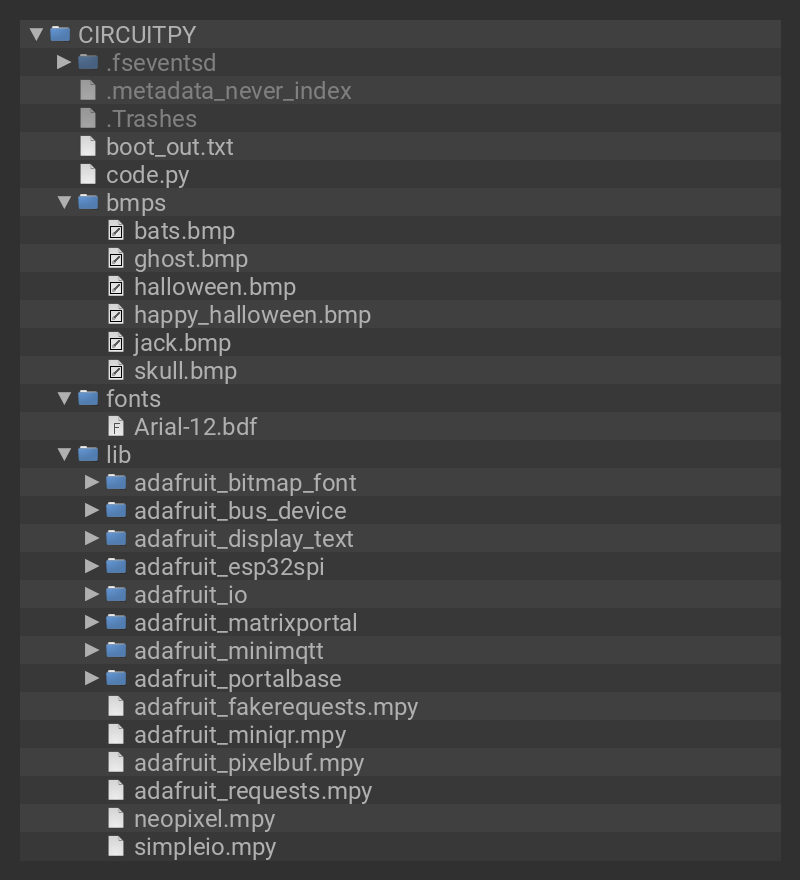 CIRCUITPY
.fseventsd
.metadata_never_index
.Trashes
boot_out.txt
code.py
bmps
bats.bmp
ghost.bmp
halloween.bmp
happy_halloween.bmp
jack.bmp
skull.bmp
fonts
F Arial-12.bdf
lib
adafruit_bitmap_font
adafruit_bus_device
adafruit_display_text
adafruit_esp32spi
adafruit_io
adafruit_matrixportal
adafruit_minimqtt
adafruit_portalbase
adafruit_fakerequests.mpy
adafruit_miniqr.mpy
adafruit_pixelbuf.mpy
adafruit_requests.mpy
neopixel.mpy
simpleio.mpy